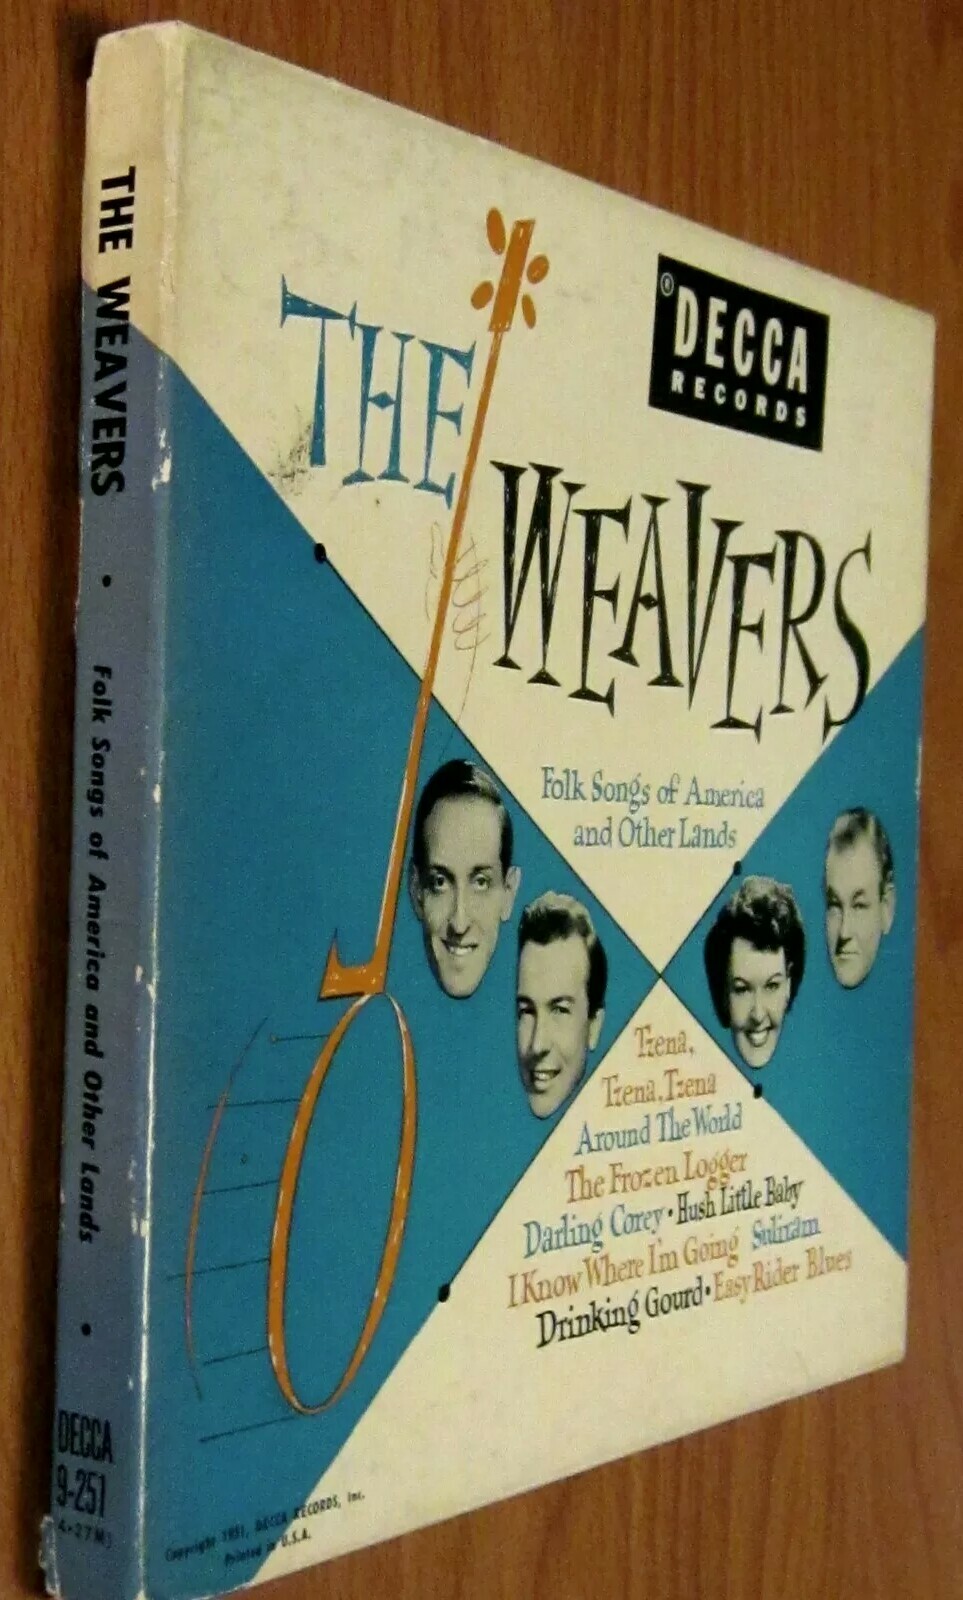 THE WEAVERS • Folk Songs of America and Other Lands •
DECCA
9-251
® DECCA
RECORDS
THE
WEAVERS
Folk Songs of America
and Other Lands
Tzena,
Tzena, Tzena
Around The World
The Frozen Logger
Darling Corey • Hush Little Baby
I Know Where I'm Going Suliram
Drinking Gourd • Easy Rider Blues
Copyright 1951, DECCA RECORDS, Inc.
Printed in U.S.A.